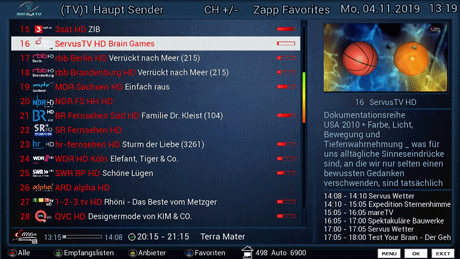 (TV)1.Haupt Sender CH +/- Zapp Favorites Mo, 04.11.2019 13:19
15 3sat HD ZIB
16 ServusTV HD Brain Games
17 rbb Berlin HD Verrückt nach Meer (215)
18 rbb Brandenburg HD Verrückt nach Meer (215)
19 MDR Sachsen HD Einfach raus
20 NDR FS HH HD
21 BR Fernsehen Süd HD Familie Dr. Kleist (104)
22 SR Fernsehen HD
23 hr-fernsehen HD Sturm der Liebe (3261)
24 WDR HD Köln Elefant, Tiger & Co.
25 SWR RP HD Schöne Lügen
26 ARD alpha HD
27 1-2-3.tv HD Rhöni - Das Beste vom Metzger
28 QVC HD Designermode von KIM & CO.
13:15 14:08 20:15 - 21:15 Terra Mater
16 ServusTV HD
Dokumentationsreihe
USA 2010 • Farbe, Licht,
Bewegung und
Tiefenwahrnehmung _ was für
uns alltägliche Sinneseindrücke
sind, an die wir nur selten einen
bewussten Gedanken
verschwenden, sind tatsächlich
14:08 - 14:10 Servus Wetter
14:10 - 15:05 Expedition Sternenhimme
15:05 - 16:00 mareTV
16:00 - 17:00 Spektakuläre Bauwerke
17:00 - 17:05 Servus Wetter
17:05 - 18:00 Test Your Brain - Der Geh
Alle Empfangslisten Anbieter Favoriten 498 Auto 6900 MENU OK EXIT